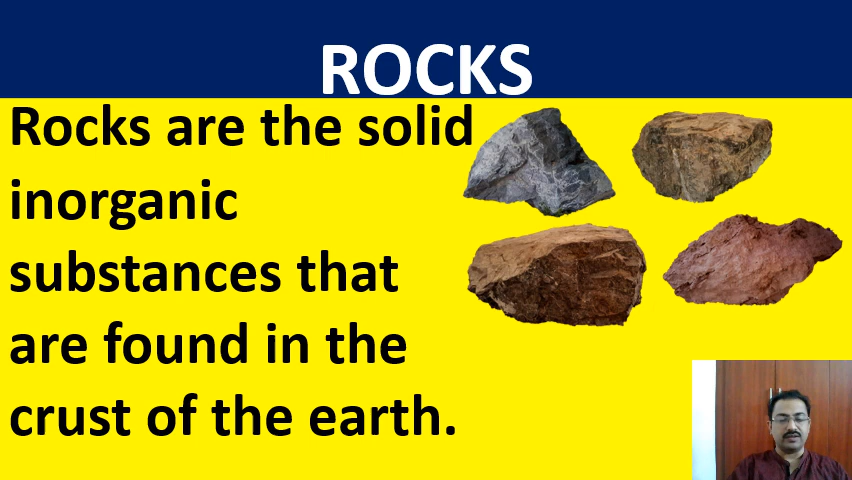 ROCKS
Rocks are the solid
inorganic
substances that
are found in the
crust of the earth.